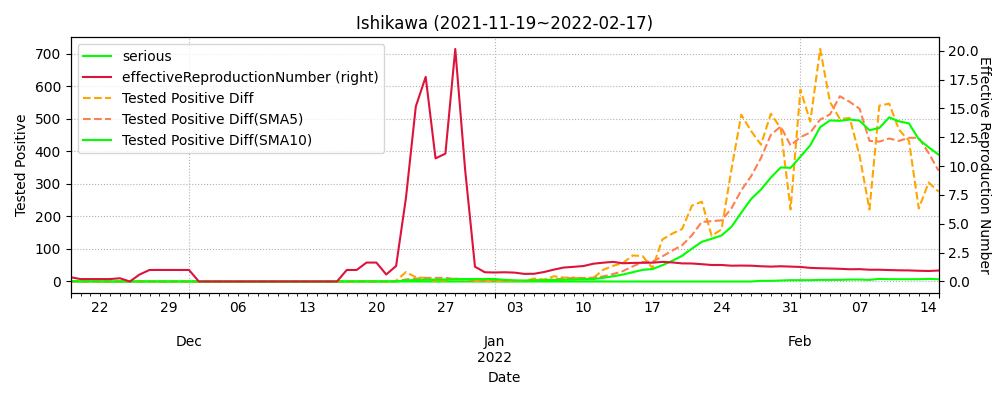 Ishikawa (2021-11-19~2022-02-17)
serious
effectiveReproductionNumber (right)
Tested Positive Diff
Tested Positive Diff(SMA5)
Tested Positive Diff(SMA10)
Tested Positive
700
600
500
400
300
200
100
0
20.0
17.5
15.0
12.5
10.0
7.5
5.0
2.5
0.0
Effective Reproduction Number
22 29 06 13 20 27 03 10 17 24 31 07 14
Dec Jan Feb
2022
Date